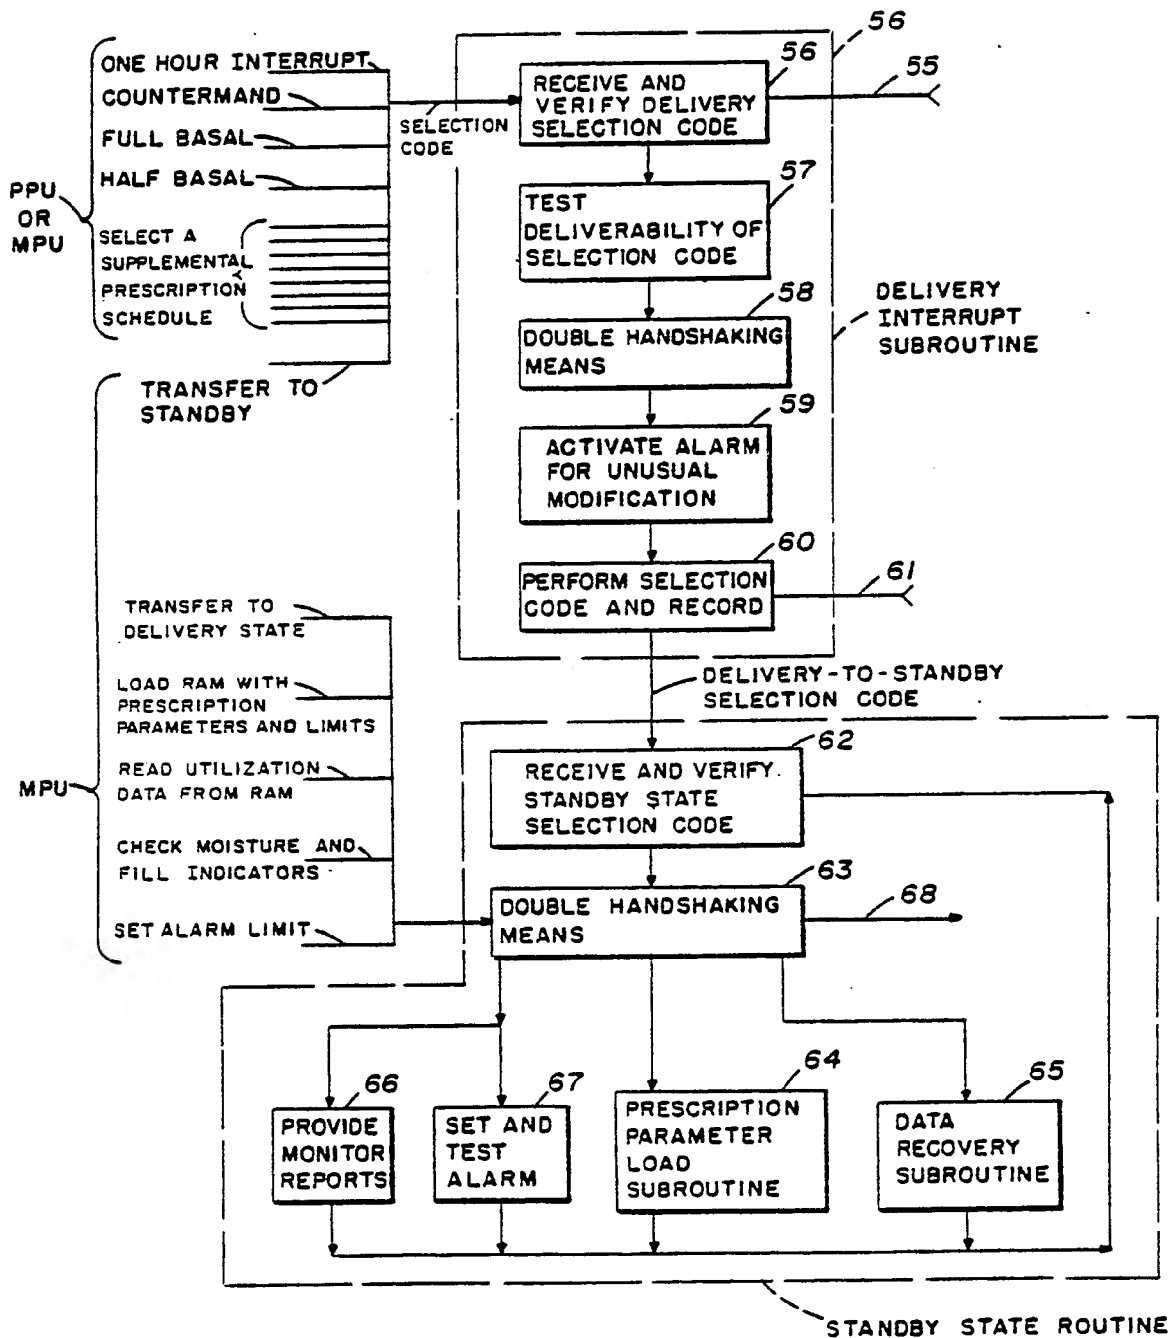 56
ONE HOUR INTERRUPT
56
55
RECEIVE AND
VERIFY DELIVERY
SELECTION CODE
COUNTERMAND
SELECTION
CODE
FULL BASAL
HALF BASAL
PPU
OR
MPU
57
TEST
DELIVERABILITY OF
SELECTION CODE
SELECT A
SUPPLEMENTAL
PRESCRIPTION
SCHEDULE
58
DELIVERY
INTERRUPT
SUBROUTINE
DOUBLE HANDSHAKING
MEANS
TRANSFER TO
STANDBY
59
ACTIVATE ALARM
FOR UNUSUAL
MODIFICATION
60
PERFORM SELECTION
CODE AND RECORD
61
TRANSFER TO
DELIVERY STATE
DELIVERY-TO-STANDBY
SELECTION CODE
LOAD RAM WITH
PRESCRIPTION
PARAMETERS AND LIMITS
62
RECEIVE AND VERIFY
STANDBY STATE
SELECTION CODE
MPU
READ UTILIZATION
DATA FROM RAM
CHECK MOISTURE AND
FILL INDICATORS
63
DOUBLE HANDSHAKING
MEANS
68
SET ALARM LIMIT
66
PROVIDE
MONITOR
REPORTS
67
SET AND
TEST
ALARM
64
PRESCRIPTION
PARAMETER
LOAD
SUBROUTINE
65
DATA
RECOVERY
SUBROUTINE
STANDBY STATE ROUTINE